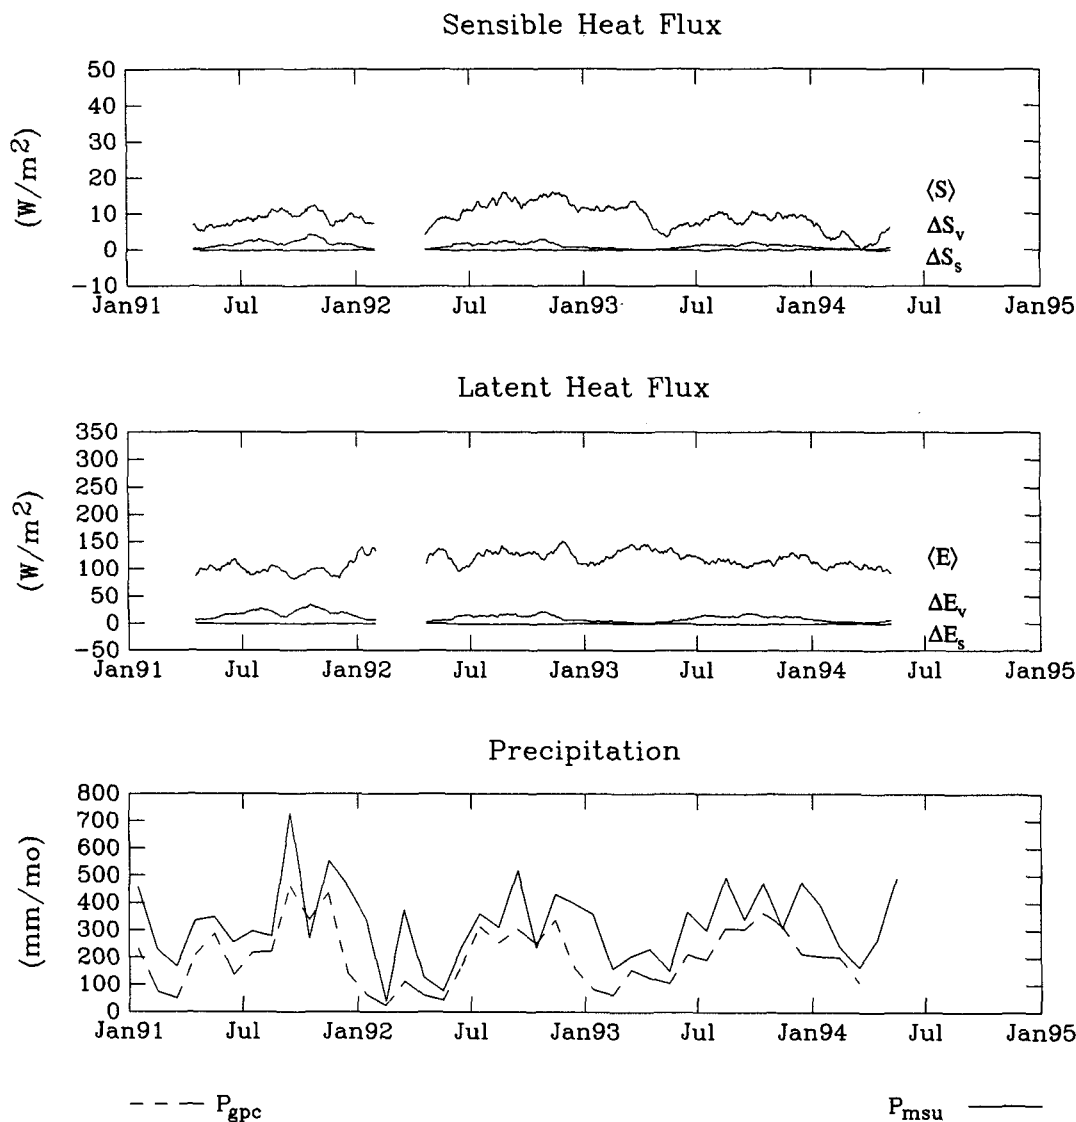 Sensible Heat Flux
(W/m²)
50
40
30
20
10
0
−10
⟨S⟩
ΔSᵥ
ΔSₛ
Jan91 Jul Jan92 Jul Jan93 Jul Jan94 Jul Jan95
Latent Heat Flux
(W/m²)
350
300
250
200
150
100
50
0
−50
⟨E⟩
ΔEᵥ
ΔEₛ
Jan91 Jul Jan92 Jul Jan93 Jul Jan94 Jul Jan95
Precipitation
(mm/mo)
800
700
600
500
400
300
200
100
0
Jan91 Jul Jan92 Jul Jan93 Jul Jan94 Jul Jan95
Pgpc
Pmsu